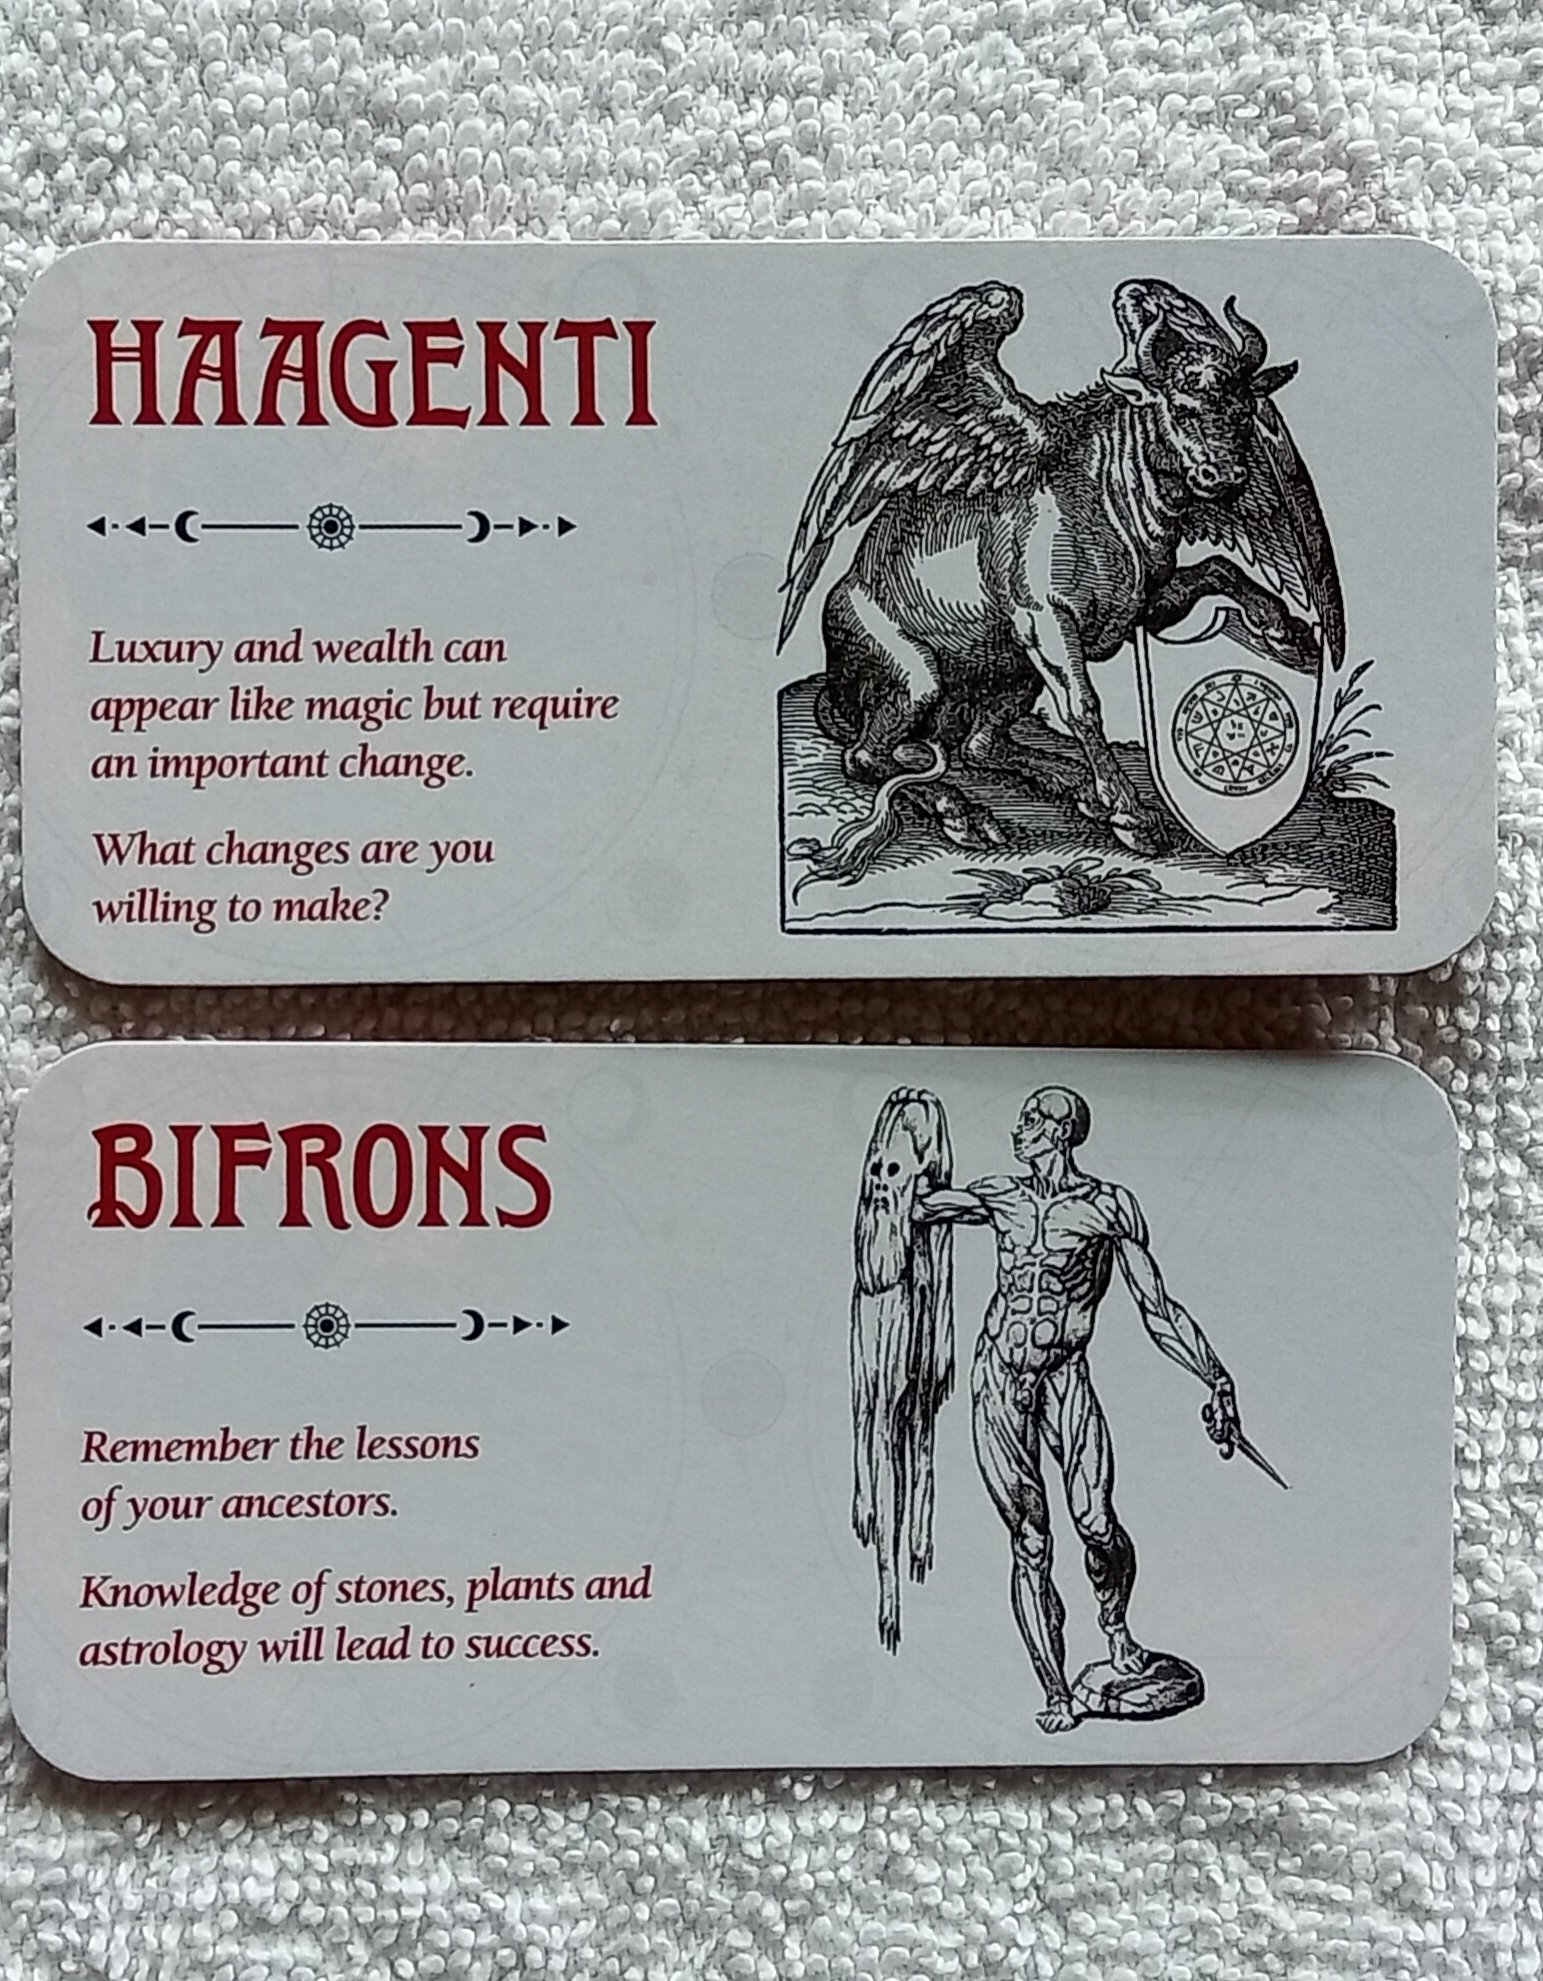 HAAGENTI
Luxury and wealth can
appear like magic but require
an important change.
What changes are you
willing to make?
BIFRONS
Remember the lessons
of your ancestors.
Knowledge of stones, plants and
astrology will lead to success.